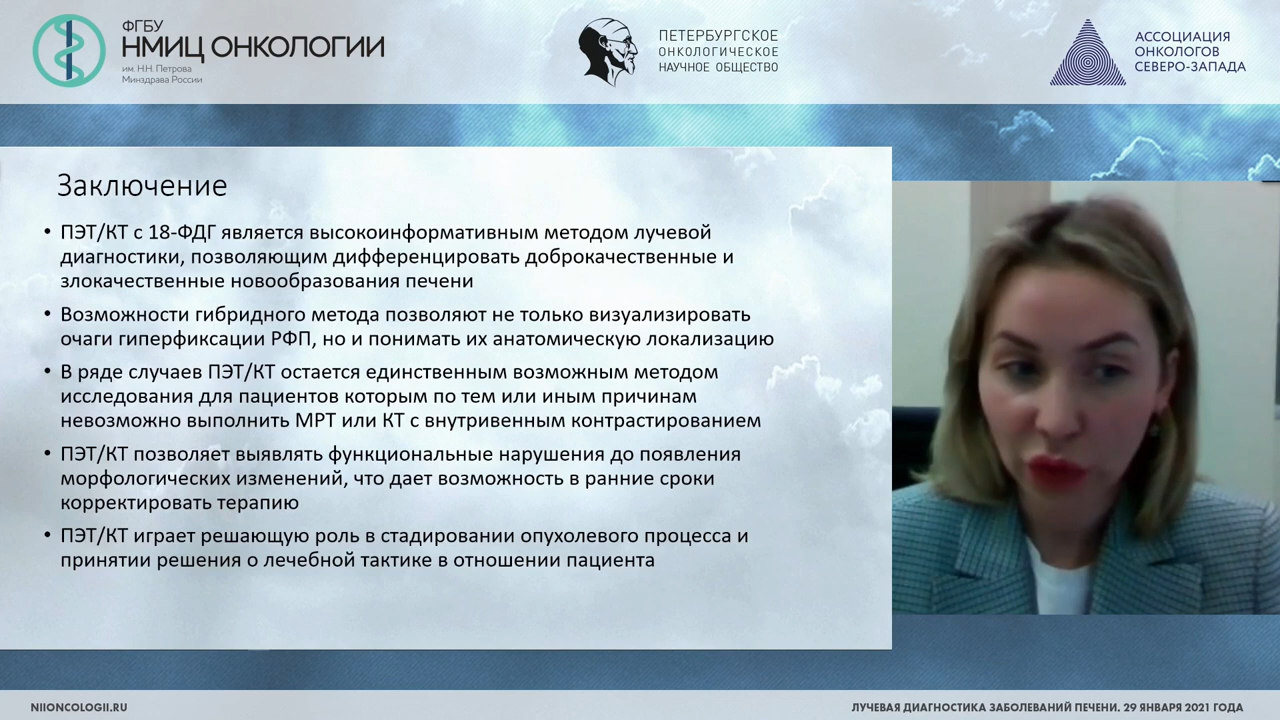 ФГБУ
НМИЦ ОНКОЛОГИИ
им. Н.Н. Петрова
Минздрава России
ПЕТЕРБУРГСКОЕ
ОНКОЛОГИЧЕСКОЕ
НАУЧНОЕ ОБЩЕСТВО
АССОЦИАЦИЯ
ОНКОЛОГОВ
СЕВЕРО-ЗАПАДА
Заключение
• ПЭТ/КТ с 18-ФДГ является высокоинформативным методом лучевой
диагностики, позволяющим дифференцировать доброкачественные и
злокачественные новообразования печени
• Возможности гибридного метода позволяют не только визуализировать
очаги гиперфиксации РФП, но и понимать их анатомическую локализацию
• В ряде случаев ПЭТ/КТ остается единственным возможным методом
исследования для пациентов которым по тем или иным причинам
невозможно выполнить МРТ или КТ с внутривенным контрастированием
• ПЭТ/КТ позволяет выявлять функциональные нарушения до появления
морфологических изменений, что дает возможность в ранние сроки
корректировать терапию
• ПЭТ/КТ играет решающую роль в стадировании опухолевого процесса и
принятии решения о лечебной тактике в отношении пациента
NIIONCOLOGII.RU
ЛУЧЕВАЯ ДИАГНОСТИКА ЗАБОЛЕВАНИЙ ПЕЧЕНИ. 29 ЯНВАРЯ 2021 ГОДА